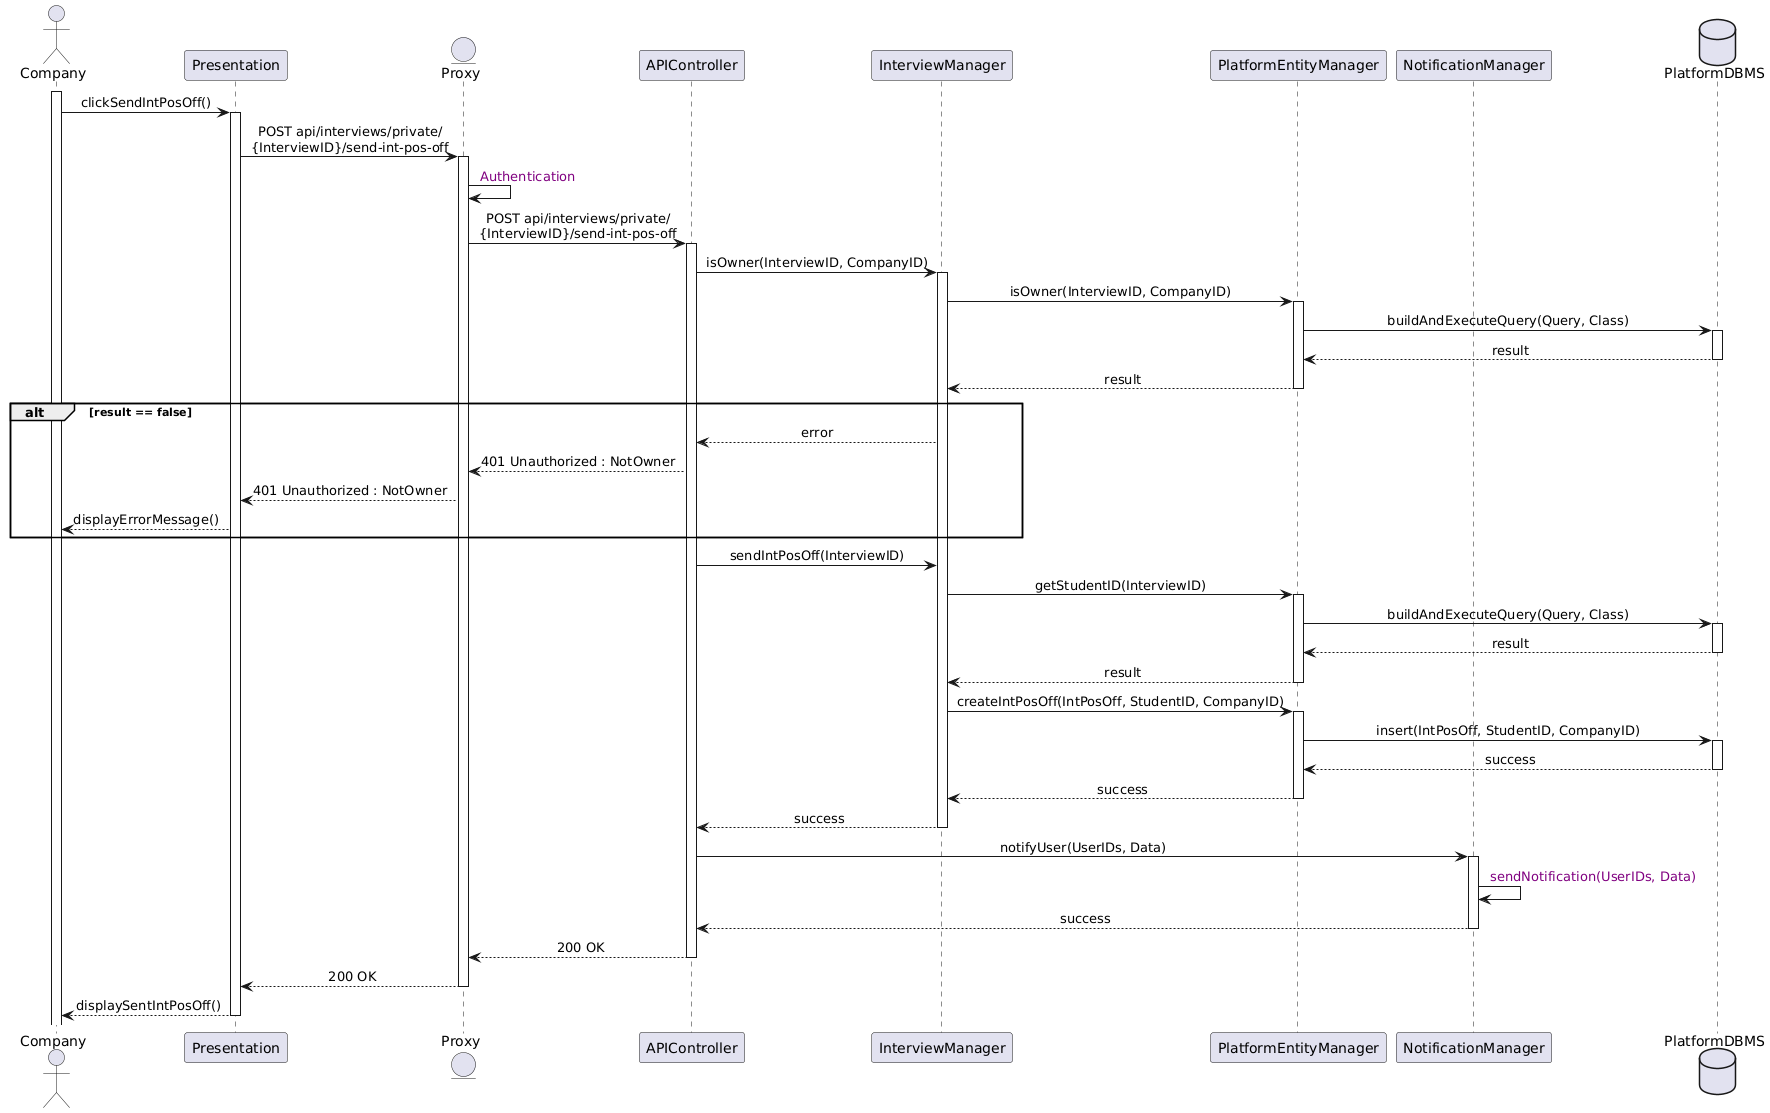 Company
Presentation
Proxy
APIController
InterviewManager
PlatformEntityManager
NotificationManager
PlatformDBMS
clickSendIntPosOff()
POST api/interviews/private/
{InterviewID}/send-int-pos-off
Authentication
POST api/interviews/private/
{InterviewID}/send-int-pos-off
isOwner(InterviewID, CompanyID)
isOwner(InterviewID, CompanyID)
buildAndExecuteQuery(Query, Class)
result
result
alt
[result == false]
error
401 Unauthorized : NotOwner
401 Unauthorized : NotOwner
displayErrorMessage()
sendIntPosOff(InterviewID)
getStudentID(InterviewID)
buildAndExecuteQuery(Query, Class)
result
result
createIntPosOff(IntPosOff, StudentID, CompanyID)
insert(IntPosOff, StudentID, CompanyID)
success
success
success
notifyUser(UserIDs, Data)
sendNotification(UserIDs, Data)
success
200 OK
200 OK
displaySentIntPosOff()
Company
Presentation
Proxy
APIController
InterviewManager
PlatformEntityManager
NotificationManager
PlatformDBMS